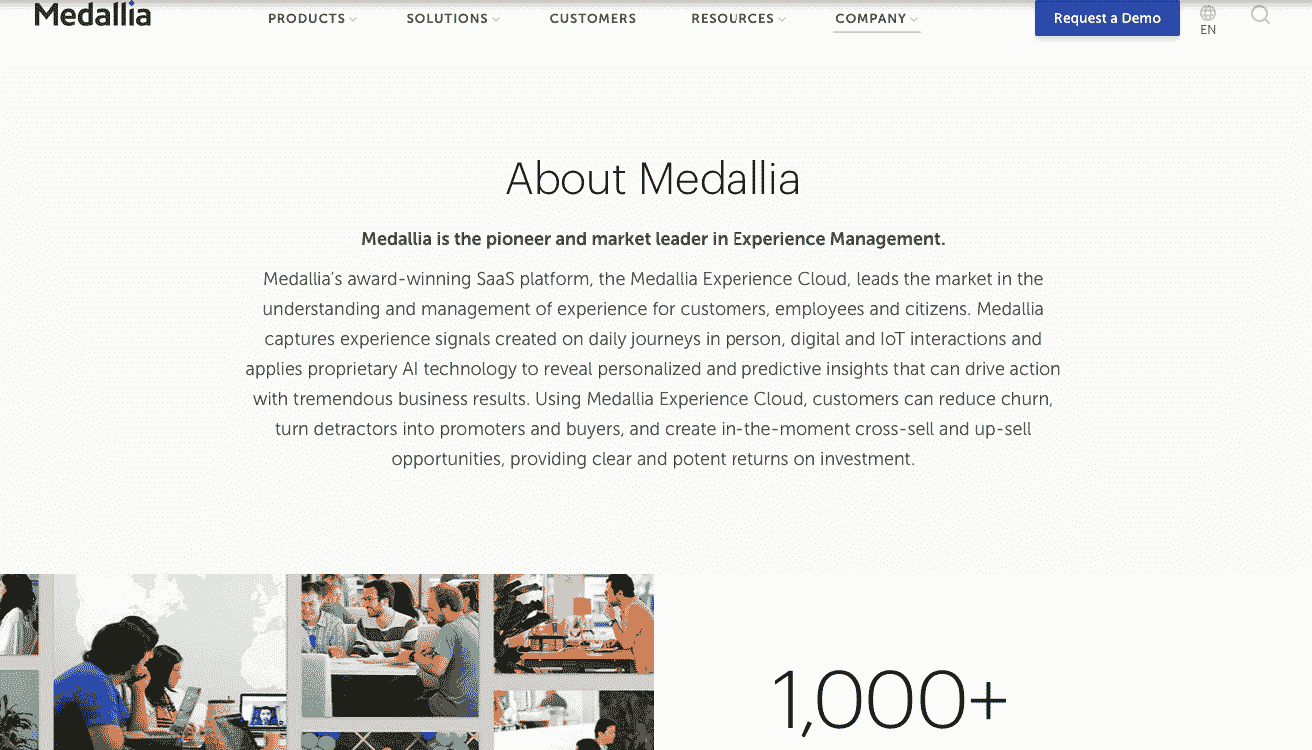 Medallia
PRODUCTS
SOLUTIONS
CUSTOMERS
RESOURCES
COMPANY
Request a Demo
EN
About Medallia
Medallia is the pioneer and market leader in Experience Management.
Medallia's award-winning SaaS platform, the Medallia Experience Cloud, leads the market in the
understanding and management of experience for customers, employees and citizens. Medallia
captures experience signals created on daily journeys in person, digital and IoT interactions and
applies proprietary AI technology to reveal personalized and predictive insights that can drive action
with tremendous business results. Using Medallia Experience Cloud, customers can reduce churn,
turn detractors into promoters and buyers, and create in-the-moment cross-sell and up-sell
opportunities, providing clear and potent returns on investment.
1,000+